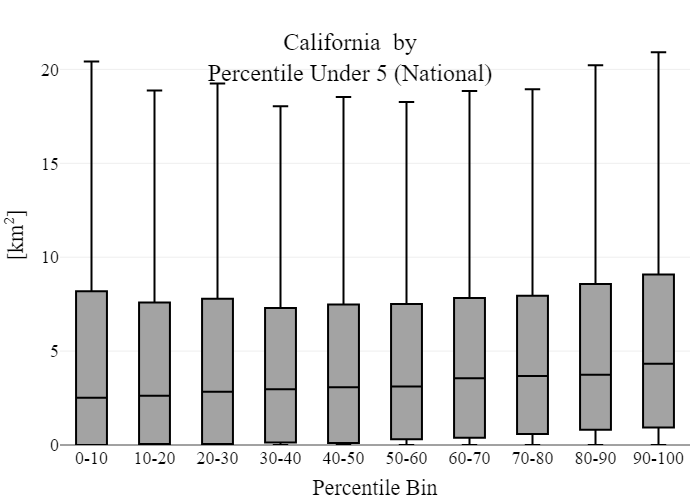 California by
Percentile Under 5 (National)
[km²]
20
15
10
5
0
0-10 10-20 20-30 30-40 40-50 50-60 60-70 70-80 80-90 90-100
Percentile Bin